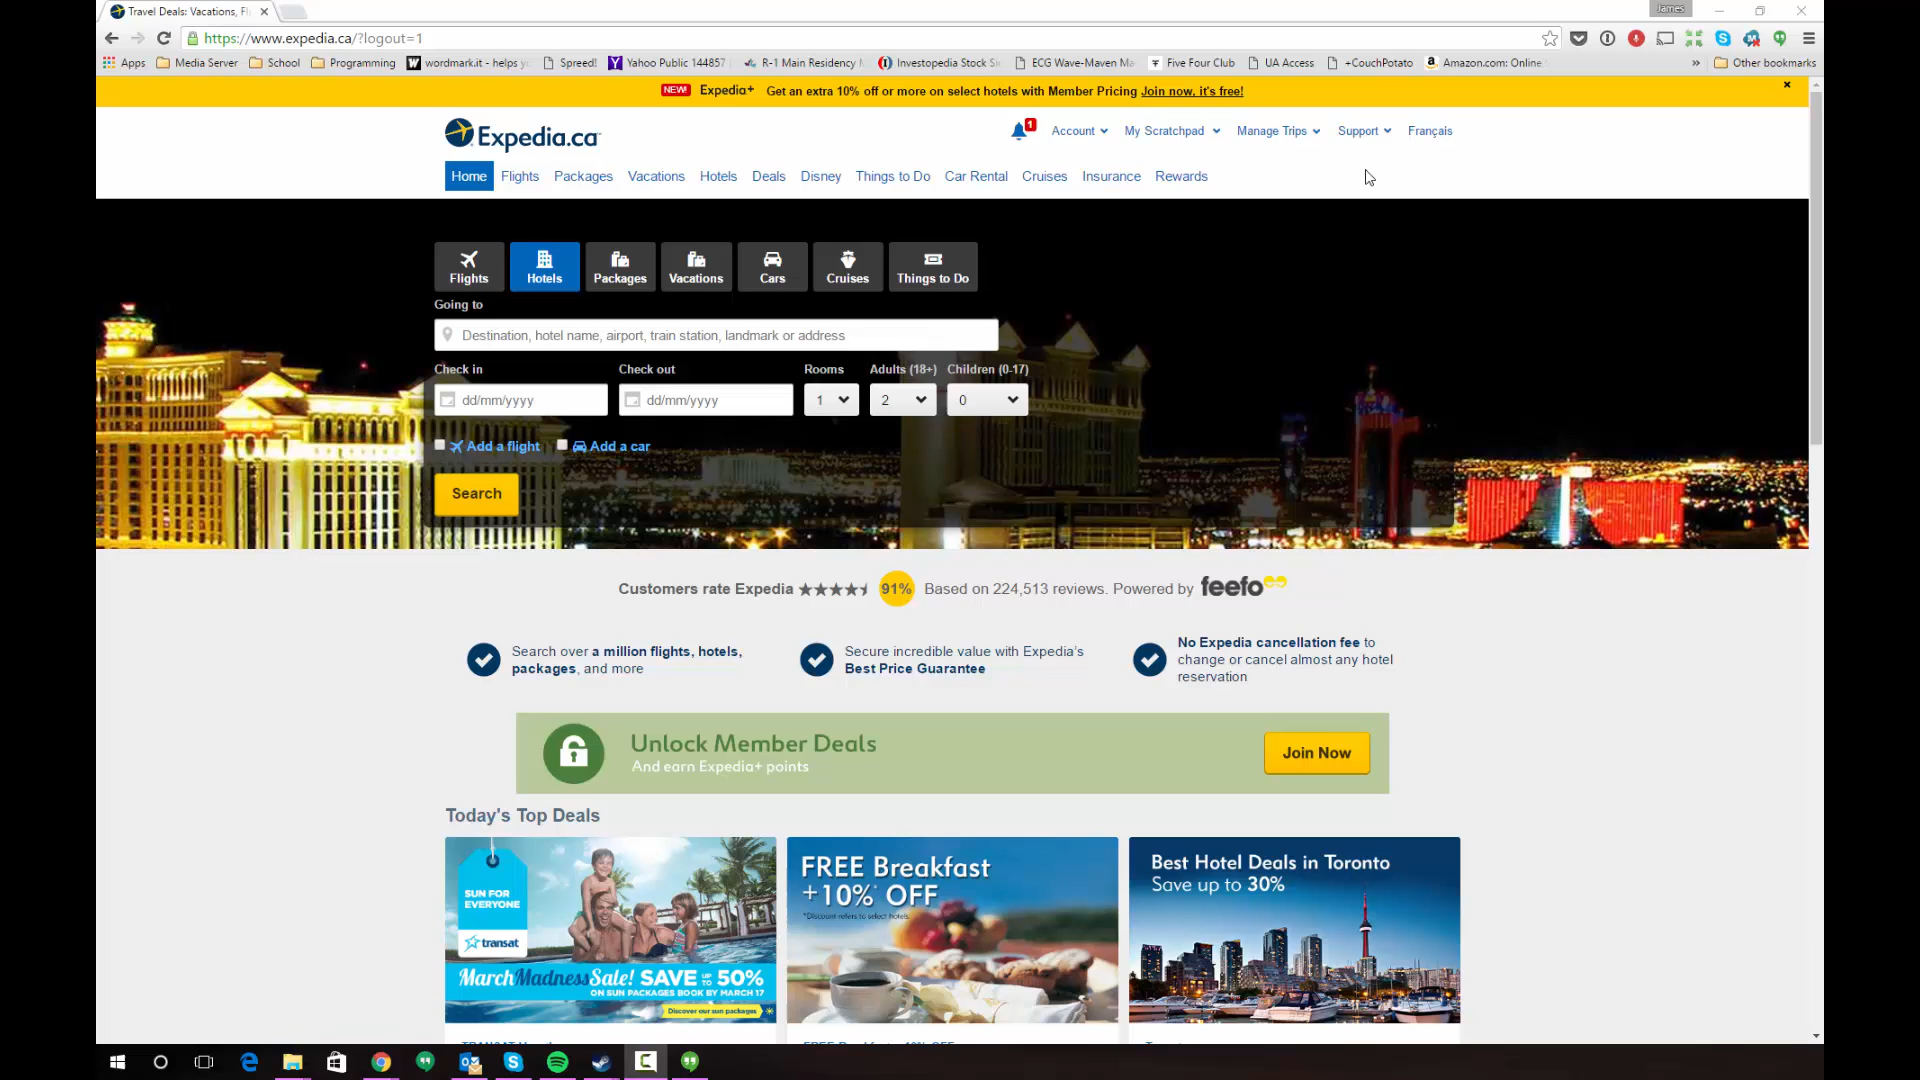 Travel Deals: Vacations, Fl
James
https://www.expedia.ca/?logout=1
Apps Media Server School Programming wordmark.it - helps y Spreed! Yahoo Public 144857 R-1 Main Residency Investopedia Stock Si ECG Wave-Maven Ma Five Four Club UA Access +CouchPotato Amazon.com: Online » Other bookmarks
NEW! Expedia+ Get an extra 10% off or more on select hotels with Member Pricing Join now, it's free!
Expedia.ca
1 Account My Scratchpad Manage Trips Support Français
Home Flights Packages Vacations Hotels Deals Disney Things to Do Car Rental Cruises Insurance Rewards
Flights Hotels Packages Vacations Cars Cruises Things to Do
Going to
Destination, hotel name, airport, train station, landmark or address
Check in Check out Rooms Adults (18+) Children (0-17)
dd/mm/yyyy dd/mm/yyyy 1 2 0
Add a flight Add a car
Search
Customers rate Expedia 91% Based on 224,513 reviews. Powered by feefo
Search over a million flights, hotels,
packages, and more
Secure incredible value with Expedia's
Best Price Guarantee
No Expedia cancellation fee to
change or cancel almost any hotel
reservation
Unlock Member Deals
And earn Expedia+ points
Join Now
Today's Top Deals
SUN FOR
EVERYONE
transat
MarchMadnessSale! SAVE UP TO 50%
ON SUN PACKAGES BOOK BY MARCH 17
Discover our sun packages
FREE Breakfast
+10%* OFF
*Discount refers to select hotels.
Best Hotel Deals in Toronto
Save up to 30%